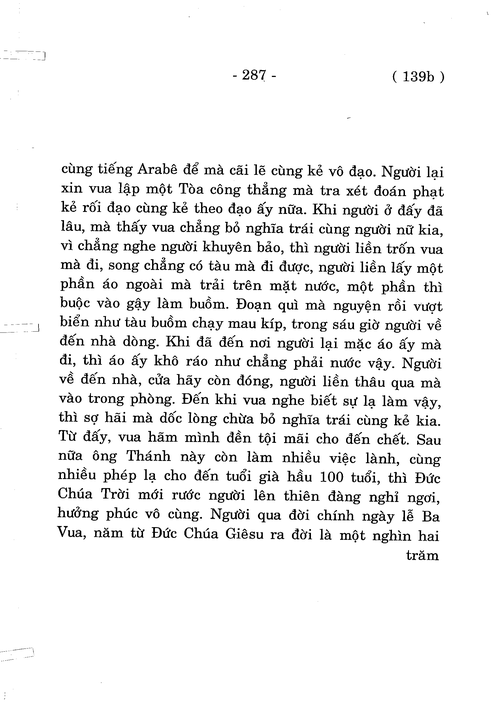 - 287 - ( 139b )
cùng tiếng Arabê để mà cãi lẽ cùng kẻ vô đạo. Người lại
xin vua lập một Tòa công thẳng mà tra xét đoán phạt
kẻ rối đạo cùng kẻ theo đạo ấy nữa. Khi người ở đấy đã
lâu, mà thấy vua chẳng bỏ nghĩa trái cùng người nữ kia,
vì chẳng nghe người khuyên bảo, thì người liền trốn vua
mà đi, song chẳng có tàu mà đi được, người liền lấy một
phần áo ngoài mà trải trên mặt nước, một phần thì
buộc vào gậy làm buồm. Đoạn quì mà nguyện rồi vượt
biển như tàu buồm chạy mau kíp, trong sáu giờ người về
đến nhà dòng. Khi đã đến nơi người lại mặc áo ấy mà
đi, thì áo ấy khô ráo như chẳng phải nước vậy. Người
về đến nhà, cửa hãy còn đóng, người liền thâu qua mà
vào trong phòng. Đến khi vua nghe biết sự lạ làm vậy,
thì sợ hãi mà dốc lòng chừa bỏ nghĩa trái cùng kẻ kia.
Từ đấy, vua hãm mình đền tội mãi cho đến chết. Sau
nữa ông Thánh này còn làm nhiều việc lành, cùng
nhiều phép lạ cho đến tuổi già hầu 100 tuổi, thì Đức
Chúa Trời mới rước người lên thiên đàng nghỉ ngơi,
hưởng phúc vô cùng. Người qua đời chính ngày lễ Ba
Vua, năm từ Đức Chúa Giêsu ra đời là một nghìn hai
trăm